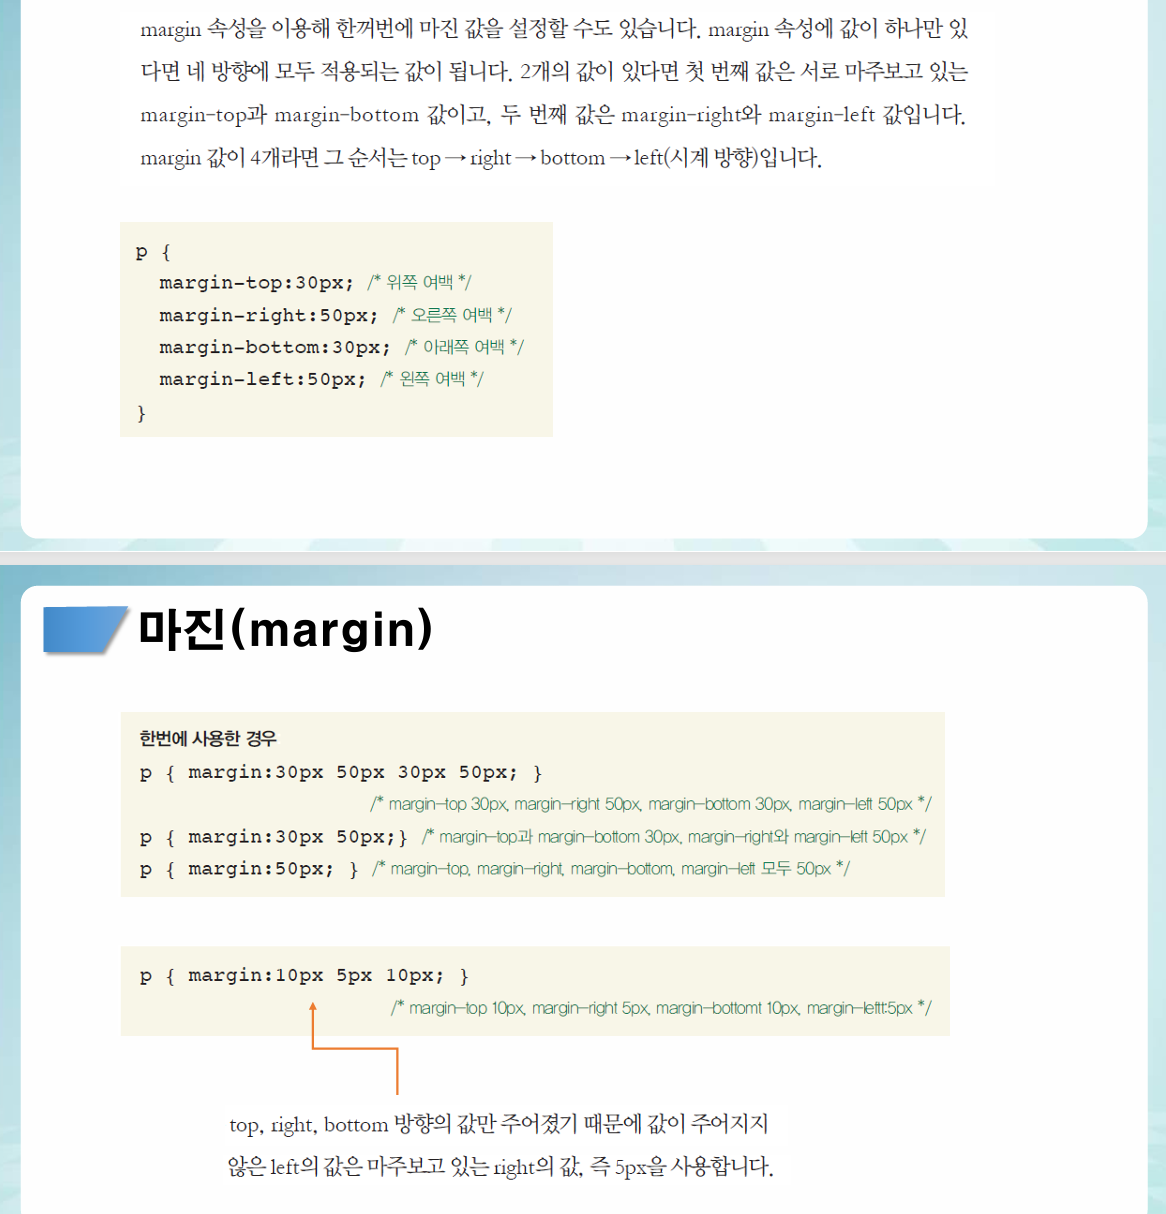 margin 속성을 이용해 한꺼번에 마진 값을 설정할 수도 있습니다. margin 속성에 값이 하나만 있
다면 네 방향에 모두 적용되는 값이 됩니다. 2개의 값이 있다면 첫 번째 값은 서로 마주보고 있는
margin-top과 margin-bottom 값이고, 두 번째 값은 margin-right와 margin-left 값입니다.
margin 값이 4개라면 그 순서는 top→right→bottom→left(시계 방향)입니다.
p {
margin-top:30px; /* 위쪽 여백 */
margin-right:50px; /* 오른쪽 여백 */
margin-bottom:30px; /* 아래쪽 여백 */
margin-left:50px; /* 왼쪽 여백 */
}
마진(margin)
한번에 사용한 경우
p { margin:30px 50px 30px 50px; }
/* margin-top 30px, margin-right 50px, margin-bottom 30px, margin-left 50px */
p { margin:30px 50px;} /* margin-top과 margin-bottom 30px, margin-right와 margin-left 50px */
p { margin:50px; } /* margin-top, margin-right, margin-bottom, margin-left 모두 50px */
p { margin:10px 5px 10px; }
/* margin-top 10px, margin-right 5px, margin-bottomt 10px, margin-leftt:5px */
top, right, bottom 방향의 값만 주어졌기 때문에 값이 주어지지
않은 left의 값은 마주보고 있는 right의 값, 즉 5px을 사용합니다.